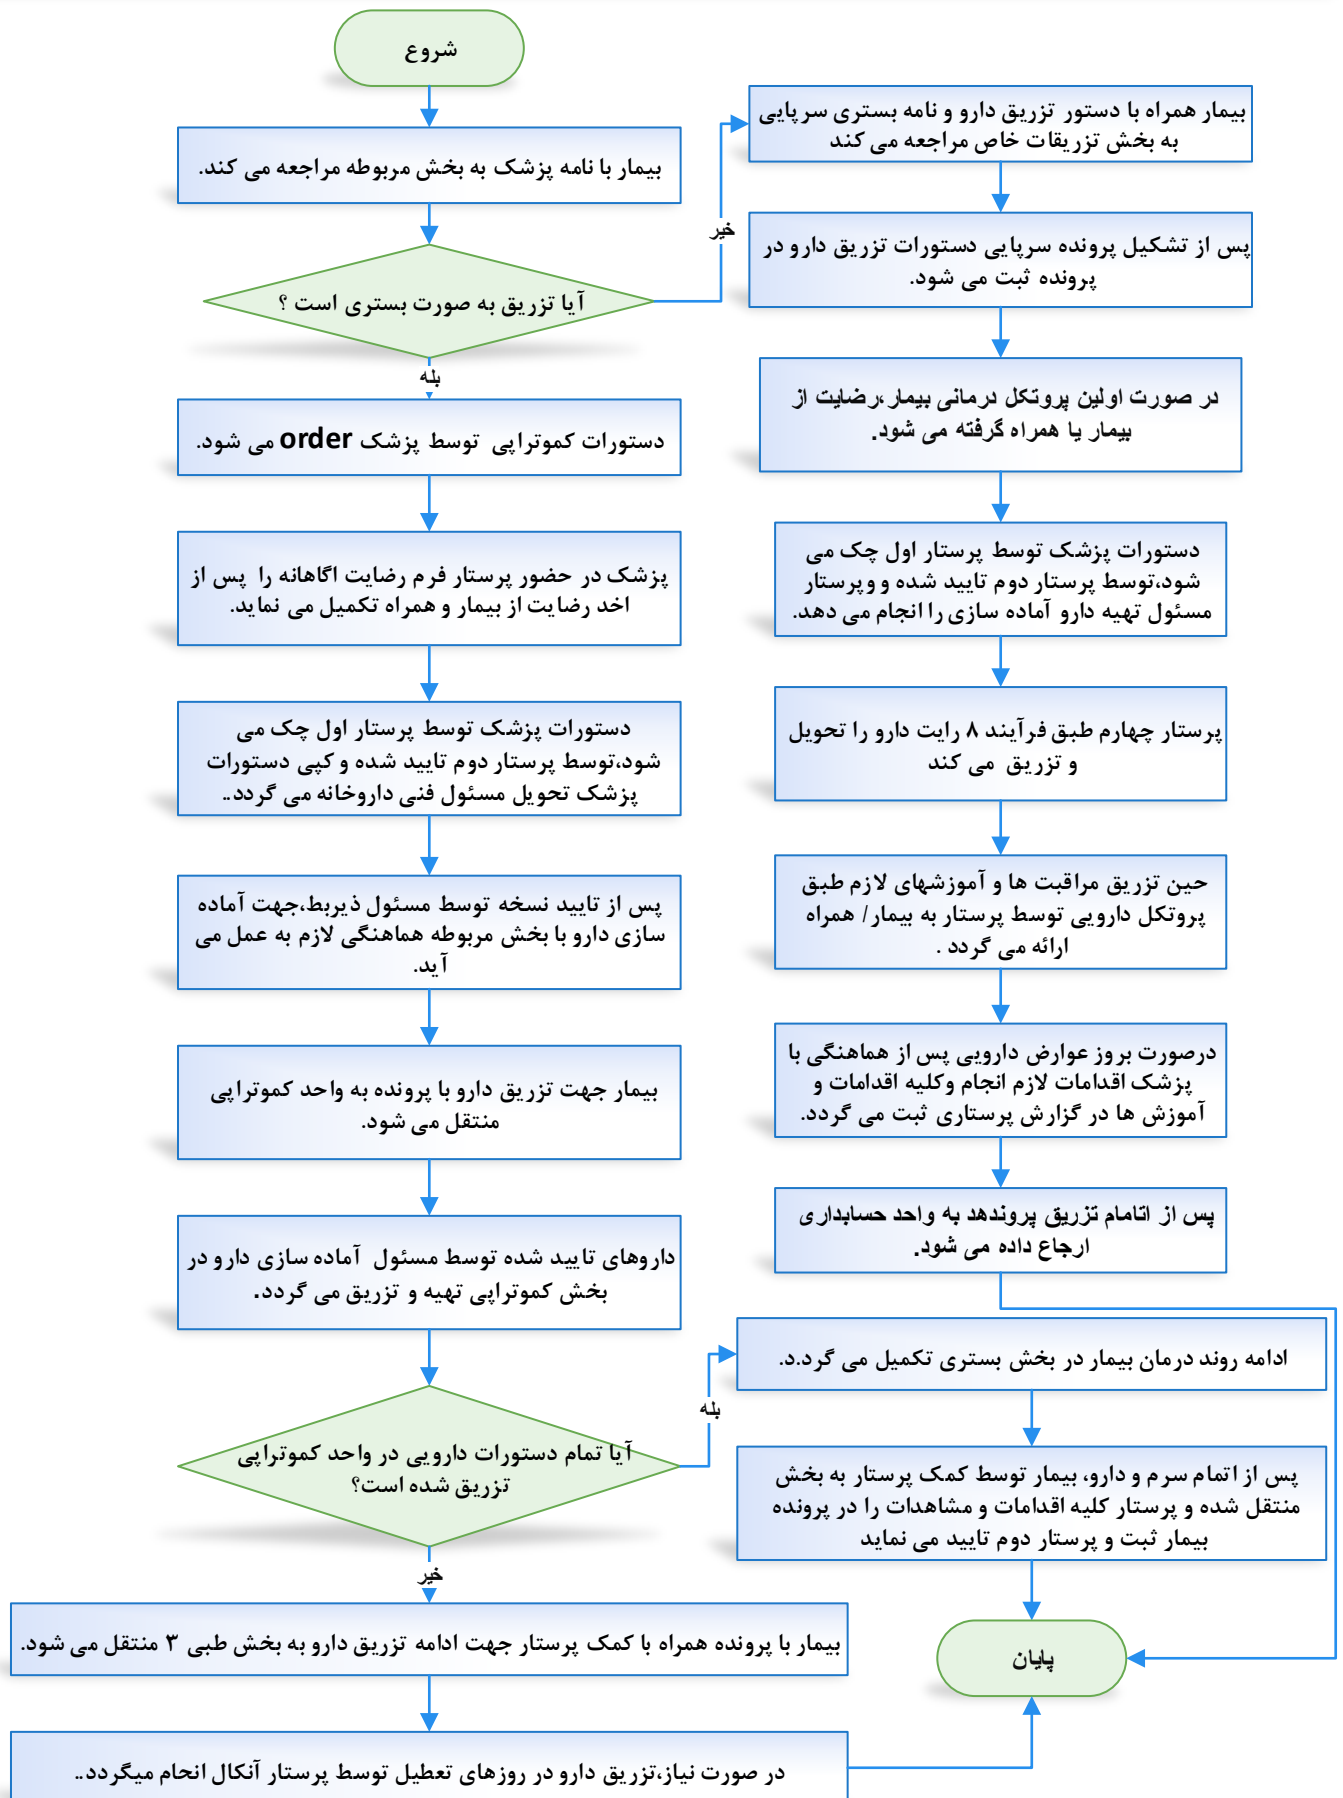 شروع
بیمار با نامه پزشک به بخش مربوطه مراجعه می کند.
آیا تزریق به صورت بستری است ؟
بله
خیر
دستورات کموتراپی توسط پزشک order می شود.
پزشک در حضور پرستار فرم رضایت اگاهانه را پس از
اخد رضایت از بیمار و همراه تکمیل می نماید.
دستورات پزشک توسط پرستار اول چک می
شود،توسط پرستار دوم تایید شده و کپی دستورات
پزشک تحویل مسئول فنی داروخانه می گردد..
پس از تایید نسخه توسط مسئول ذیربط،جهت آماده
سازی دارو با بخش مربوطه هماهنگی لازم به عمل می
آید.
بیمار جهت تزریق دارو با پرونده به واحد کموتراپی
منتقل می شود.
داروهای تایید شده توسط مسئول آماده سازی دارو در
بخش کموتراپی تهیه و تزریق می گردد.
آیا تمام دستورات دارویی در واحد کموتراپی
تزریق شده است؟
بله
خیر
بیمار با پرونده همراه با کمک پرستار جهت ادامه تزریق دارو به بخش طبی ۳ منتقل می شود.
در صورت نیاز،تزریق دارو در روزهای تعطیل توسط پرستار آنکال انحام میگردد..
بیمار همراه با دستور تزریق دارو و نامه بستری سرپایی
به بخش تزریقات خاص مراجعه می کند
پس از تشکیل پرونده سرپایی دستورات تزریق دارو در
پرونده ثبت می شود.
در صورت اولین پروتکل درمانی بیمار،رضایت از
بیمار یا همراه گرفته می شود.
دستورات پزشک توسط پرستار اول چک می
شود،توسط پرستار دوم تایید شده و وپرستار
مسئول تهیه دارو آماده سازی را انجام می دهد.
پرستار چهارم طبق فرآیند ۸ رایت دارو را تحویل
و تزریق می کند
حین تزریق مراقبت ها و آموزشهای لازم طبق
پروتکل دارویی توسط پرستار به بیمار/ همراه
ارائه می گردد .
درصورت بروز عوارض دارویی پس از هماهنگی با
پزشک اقدامات لازم انجام وکلیه اقدامات و
آموزش ها در گزارش پرستاری ثبت می گردد.
پس از اتامام تزریق پروندهد به واحد حسابداری
ارجاع داده می شود.
ادامه روند درمان بیمار در بخش بستری تکمیل می گرد.د.
پس از اتمام سرم و دارو، بیمار توسط کمک پرستار به بخش
منتقل شده و پرستار کلیه اقدامات و مشاهدات را در پرونده
بیمار ثبت و پرستار دوم تایید می نماید
پایان